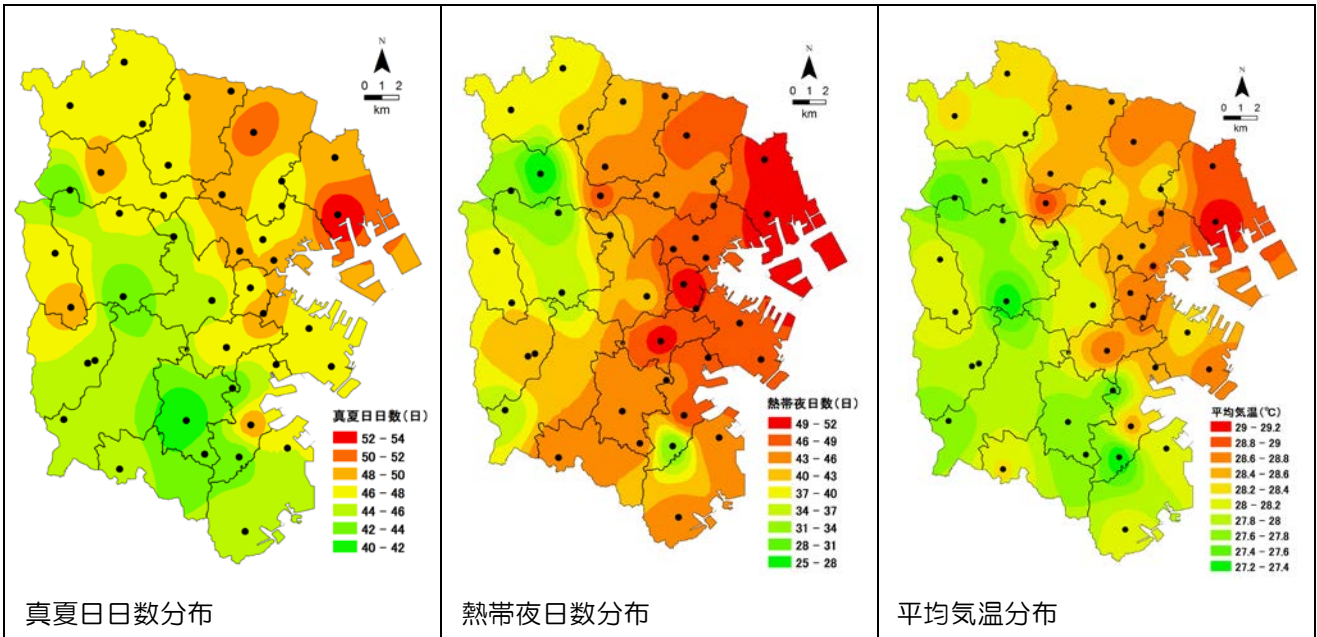 N
0 1 2
km
真夏日日数(日)
52 - 54
50 - 52
48 - 50
46 - 48
44 - 46
42 - 44
40 - 42
真夏日日数分布
N
0 1 2
km
熱帯夜日数(日)
49 - 52
46 - 49
43 - 46
40 - 43
37 - 40
34 - 37
31 - 34
28 - 31
25 - 28
熱帯夜日数分布
N
0 1 2
km
平均気温(℃)
29 - 29.2
28.8 - 29
28.6 - 28.8
28.4 - 28.6
28.2 - 28.4
28 - 28.2
27.8 - 28
27.6 - 27.8
27.4 - 27.6
27.2 - 27.4
平均気温分布